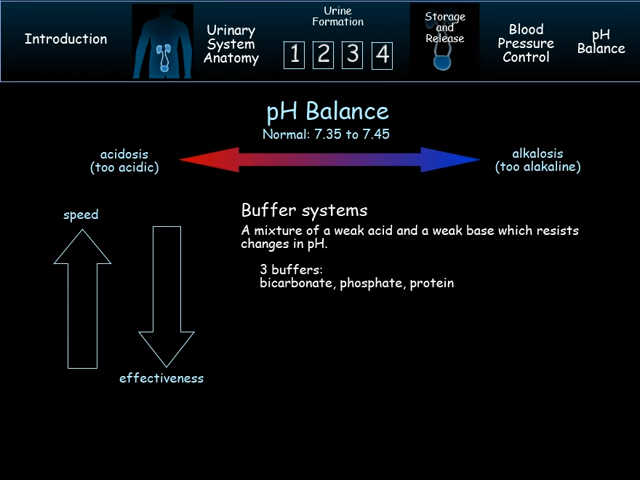 Introduction
Urinary
System
Anatomy
Urine
Formation
1 2 3 4
Storage
and
Release
Blood
Pressure
Control
pH
Balance
pH Balance
Normal: 7.35 to 7.45
acidosis
(too acidic)
alkalosis
(too alakaline)
speed
Buffer systems
A mixture of a weak acid and a weak base which resists
changes in pH.
3 buffers:
bicarbonate, phosphate, protein
effectiveness